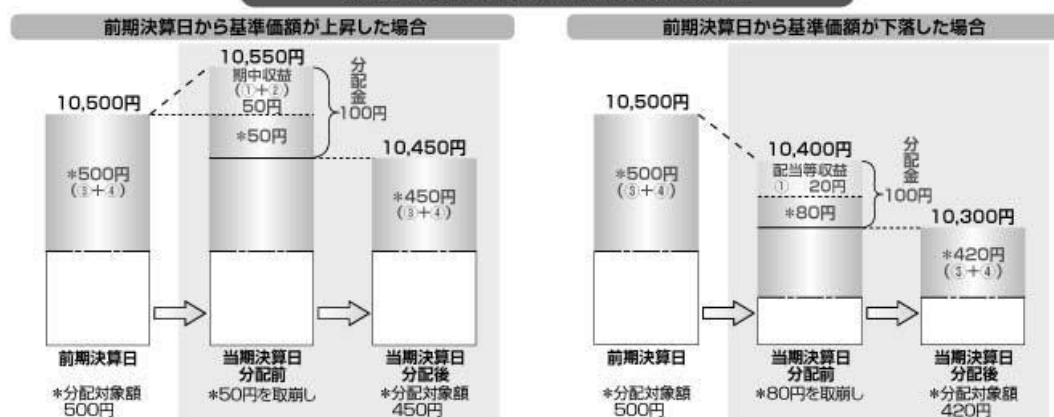 前期決算日から基準価額が上昇した場合
10,550円
期中収益
(①+②)
50円
*50円
分配金
100円
10,500円
*500円
(③+④)
10,450円
*450円
(③+④)
前期決算日
当期決算日
分配前
当期決算日
分配後
*分配対象額
500円
*50円を取崩し
*分配対象額
450円
前期決算日から基準価額が下落した場合
10,500円
*500円
(③+④)
10,400円
配当等収益
① 20円
*80円
分配金
100円
10,300円
*420円
(③+④)
前期決算日
当期決算日
分配前
当期決算日
分配後
*分配対象額
500円
*80円を取崩し
*分配対象額
420円